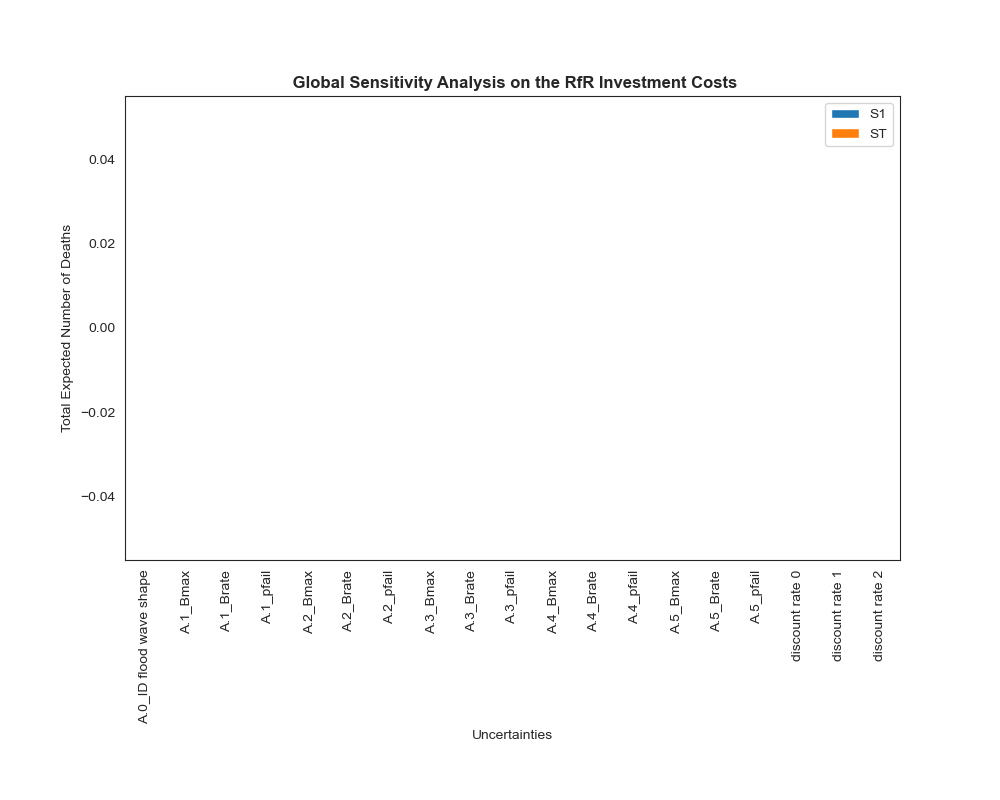 Global Sensitivity Analysis on the RfR Investment Costs
S1
ST
Total Expected Number of Deaths
0.04
0.02
0.00
−0.02
−0.04
A.0_ID flood wave shape
A.1_Bmax
A.1_Brate
A.1_pfail
A.2_Bmax
A.2_Brate
A.2_pfail
A.3_Bmax
A.3_Brate
A.3_pfail
A.4_Bmax
A.4_Brate
A.4_pfail
A.5_Bmax
A.5_Brate
A.5_pfail
discount rate 0
discount rate 1
discount rate 2
Uncertainties